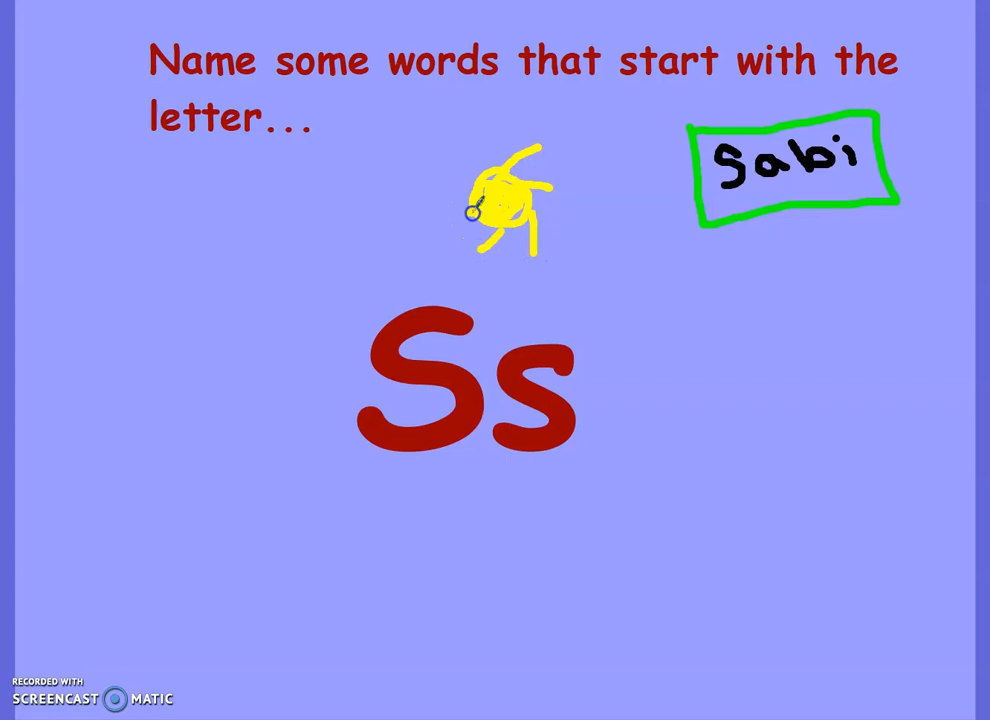 Name some words that start with the
letter...
Sabi
Ss
RECORDED WITH
SCREENCAST MATIC